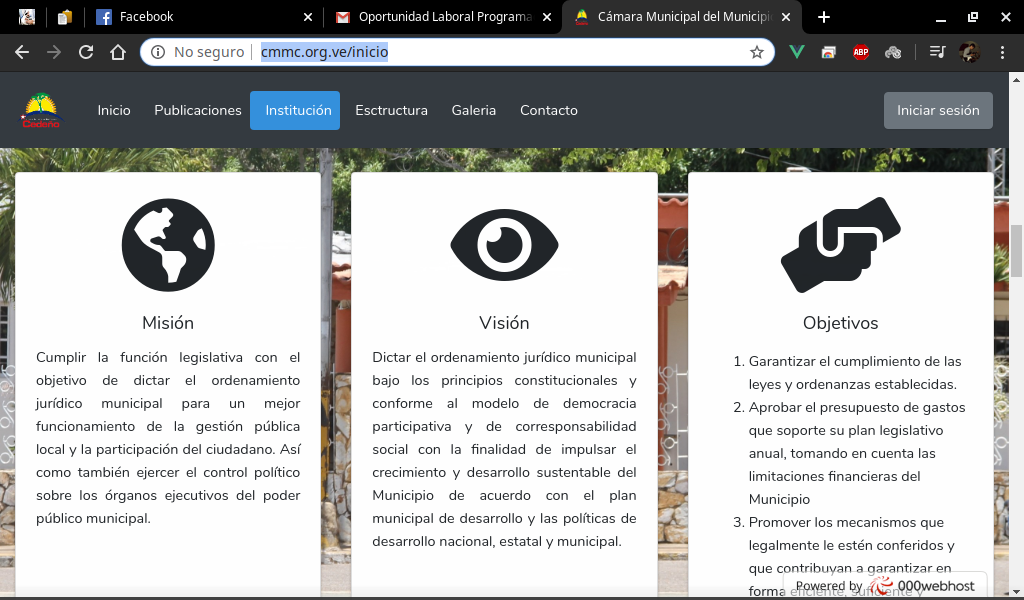 Facebook
Oportunidad Laboral Programa
Cámara Municipal del Municipi
No seguro
cmmc.org.ve/inicio
ABP
Cedeño
Inicio
Publicaciones
Institución
Esctructura
Galeria
Contacto
Iniciar sesión
Misión
Cumplir la función legislativa con el
objetivo de dictar el ordenamiento
jurídico municipal para un mejor
funcionamiento de la gestión pública
local y la participación del ciudadano. Así
como también ejercer el control político
sobre los órganos ejecutivos del poder
público municipal.
Visión
Dictar el ordenamiento jurídico municipal
bajo los principios constitucionales y
conforme al modelo de democracia
participativa y de corresponsabilidad
social con la finalidad de impulsar el
crecimiento y desarrollo sustentable del
Municipio de acuerdo con el plan
municipal de desarrollo y las políticas de
desarrollo nacional, estatal y municipal.
Objetivos
1. Garantizar el cumplimiento de las
leyes y ordenanzas establecidas.
2. Aprobar el presupuesto de gastos
que soporte su plan legislativo
anual, tomando en cuenta las
limitaciones financieras del
Municipio
3. Promover los mecanismos que
legalmente le estén conferidos y
que contribuyan a garantizar en
forma eficiente, suficiente y
Powered by 000webhost